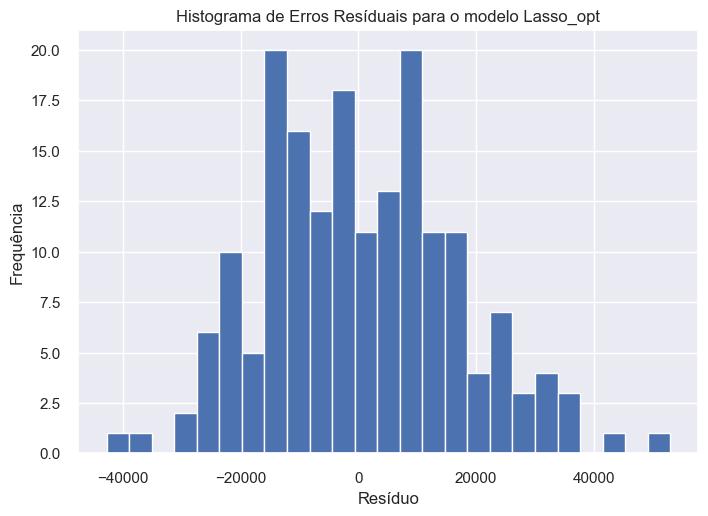 Histograma de Erros Resíduais para o modelo Lasso_opt
20.0
17.5
15.0
12.5
10.0
7.5
5.0
2.5
0.0
Frequência
−40000 −20000 0 20000 40000
Resíduo